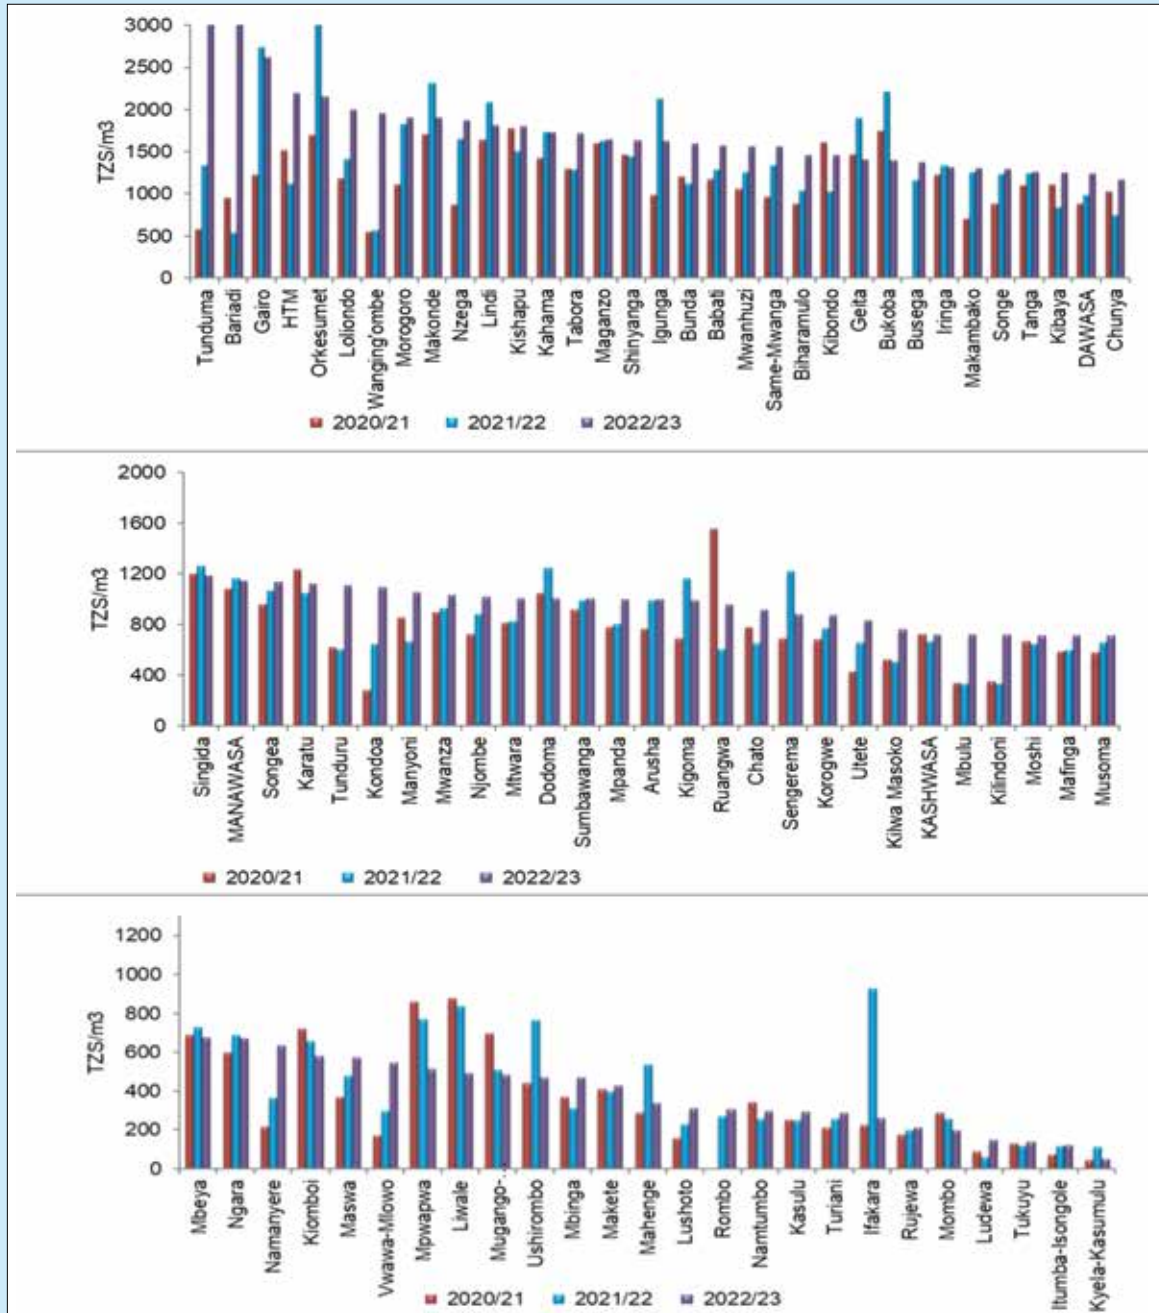 3000
2500
2000
1500
1000
500
0
TZS/m3
Tunduma
Bariadi
Gairo
HTM
Orkesumet
Loliondo
Wanging'ombe
Morogoro
Makonde
Nzega
Lindi
Kishapu
Kahama
Tabora
Maganzo
Shinyanga
Igunga
Bunda
Babati
Mwanhuzi
Same-Mwanga
Biharamulo
Kibondo
Geita
Bukoba
Busega
Iringa
Makambako
Songe
Tanga
Kibaya
DAWASA
Chunya
2020/21 2021/22 2022/23
2000
1600
1200
800
400
0
TZS/m3
Singida
MANAWASA
Songea
Karatu
Tunduru
Kondoa
Manyoni
Mwanza
Njombe
Mtwara
Dodoma
Sumbawanga
Mpanda
Arusha
Kigoma
Ruangwa
Chato
Sengerema
Korogwe
Utete
Kilwa Masoko
KASHWASA
Mbulu
Kilindoni
Moshi
Mafinga
Musoma
2020/21 2021/22 2022/23
1200
1000
800
600
400
200
0
TZS/m3
Mbeya
Ngara
Namanyere
Kiomboi
Maswa
Vwawa-Mlowo
Mpwapwa
Liwale
Mugango-...
Ushirombo
Mbinga
Makete
Mahenge
Lushoto
Rombo
Namtumbo
Kasulu
Turiani
Ifakara
Rujewa
Mombo
Ludewa
Tukuyu
Itumba-Isongole
Kyela-Kasumulu
2020/21 2021/22 2022/23